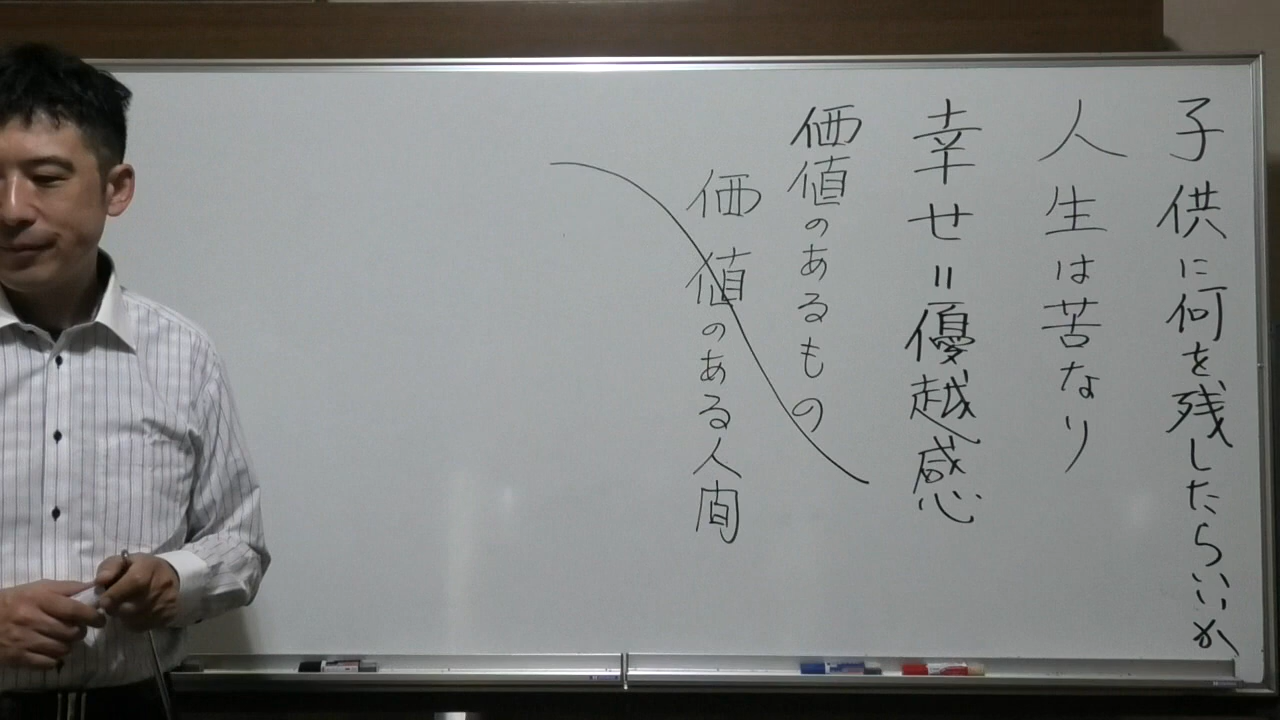 子供に何を残したらいいか
人生は苦なり
幸せ=優越感
価値のあるもの
価値のある人間